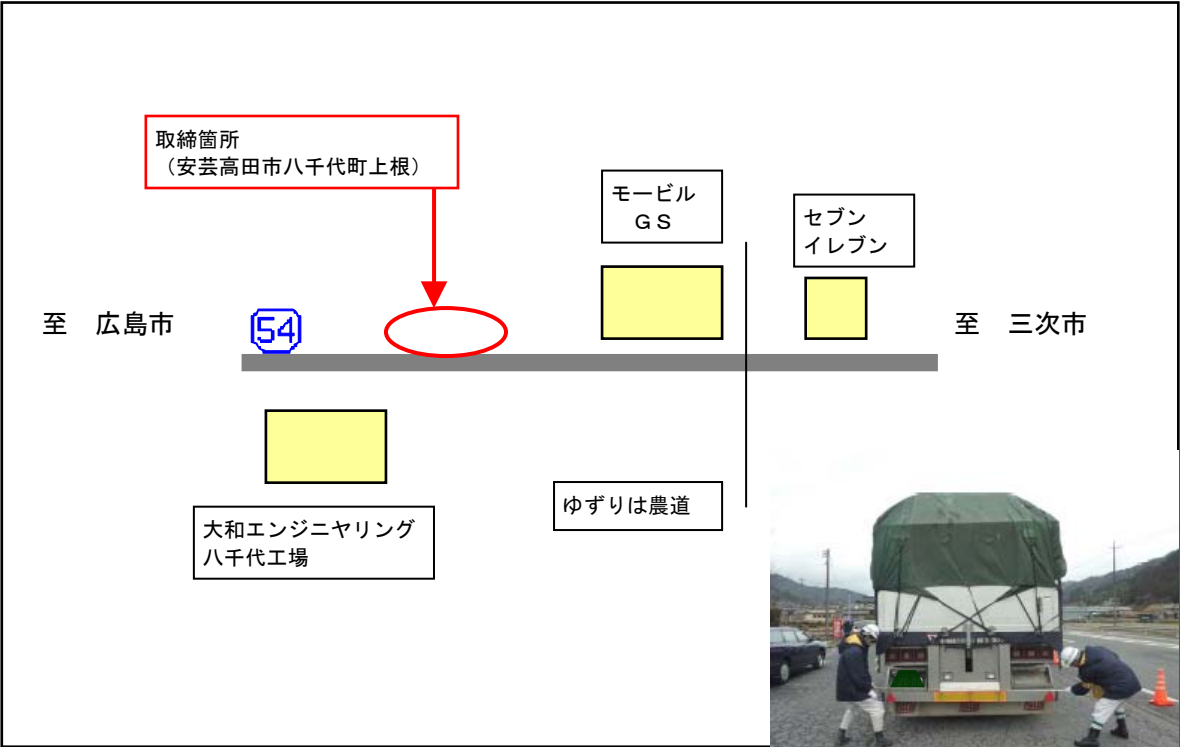 取締箇所
（安芸高田市八千代町上根）
モービル
ＧＳ
セブン
イレブン
至　広島市
54
至　三次市
ゆずりは農道
大和エンジニヤリング
八千代工場